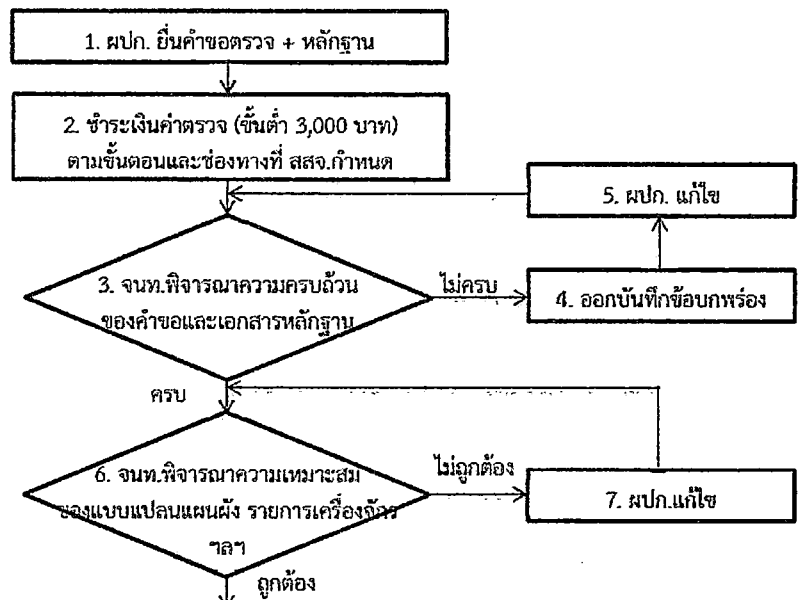 1. ผปก. ยื่นคำขอตรวจ + หลักฐาน
2. ชำระเงินค่าตรวจ (ขั้นต่ำ 3,000 บาท)
ตามขั้นตอนและช่องทางที่ สสจ.กำหนด
5. ผปก. แก้ไข
3. จนท.พิจารณาความครบถ้วน
ของคำขอและเอกสารหลักฐาน
ไม่ครบ
4. ออกบันทึกข้อบกพร่อง
ครบ
6. จนท.พิจารณาความเหมาะสม
ของแบบแปลนแผนผัง รายการเครื่องจักร
ฯลฯ
ไม่ถูกต้อง
7. ผปก.แก้ไข
ถูกต้อง